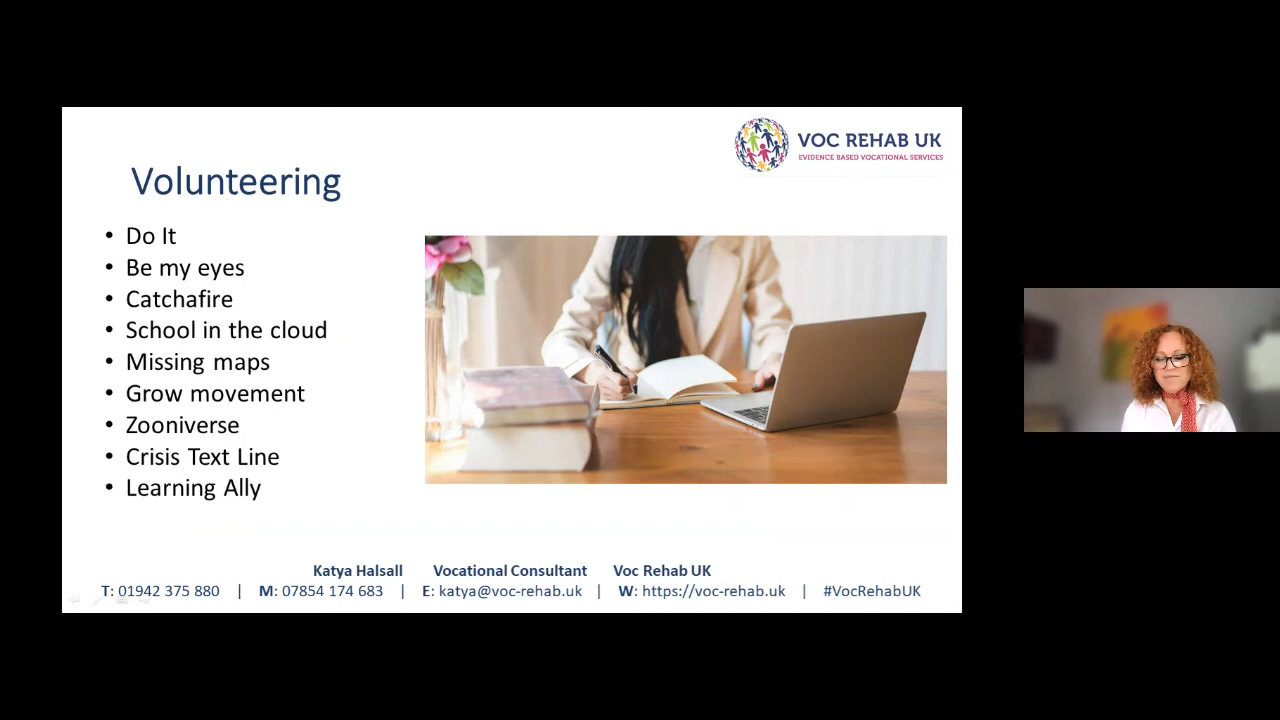 VOC REHAB UK
EVIDENCE BASED VOCATIONAL SERVICES
Volunteering
• Do It
• Be my eyes
• Catchafire
• School in the cloud
• Missing maps
• Grow movement
• Zooniverse
• Crisis Text Line
• Learning Ally
Katya Halsall Vocational Consultant Voc Rehab UK
T: 01942 375 880 | M: 07854 174 683 | E: katya@voc-rehab.uk | W: https://voc-rehab.uk | #VocRehabUK